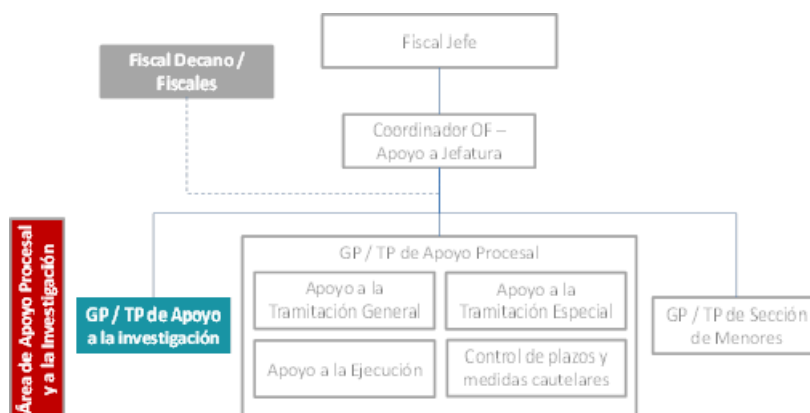 Fiscal Jefe
Fiscal Decano /
Fiscales
Coordinador OF –
Apoyo a Jefatura
Área de Apoyo Procesal
y a la Investigación
GP / TP de Apoyo
a la investigación
GP / TP de Apoyo Procesal
Apoyo a la
Tramitación General
Apoyo a la
Tramitación Especial
Apoyo a la Ejecución
Control de plazos y
medidas cautelares
GP / TP de Sección
de Menores